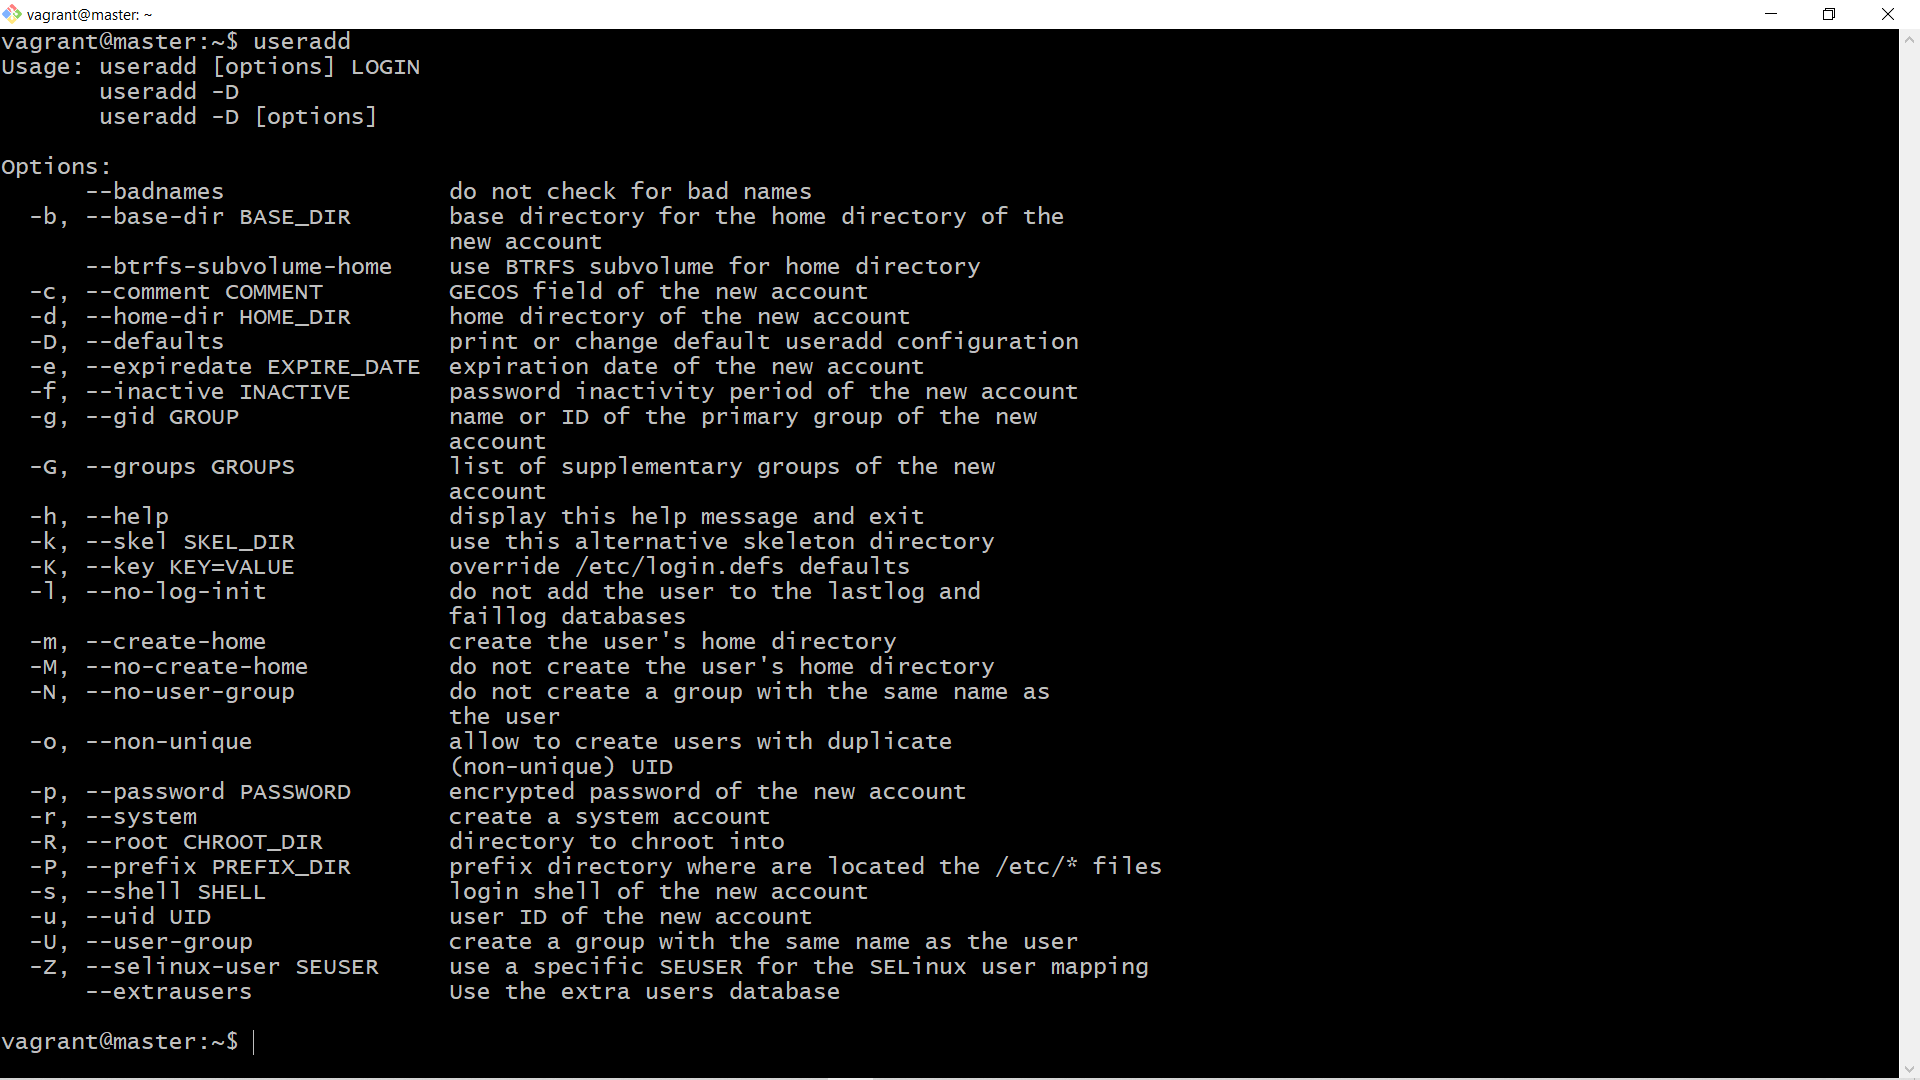 vagrant@master: ~
vagrant@master:~$ useradd
Usage: useradd [options] LOGIN
       useradd -D
       useradd -D [options]

Options:
      --badnames                do not check for bad names
  -b, --base-dir BASE_DIR       base directory for the home directory of the
                                new account
      --btrfs-subvolume-home    use BTRFS subvolume for home directory
  -c, --comment COMMENT         GECOS field of the new account
  -d, --home-dir HOME_DIR       home directory of the new account
  -D, --defaults                print or change default useradd configuration
  -e, --expiredate EXPIRE_DATE  expiration date of the new account
  -f, --inactive INACTIVE       password inactivity period of the new account
  -g, --gid GROUP               name or ID of the primary group of the new
                                account
  -G, --groups GROUPS           list of supplementary groups of the new
                                account
  -h, --help                    display this help message and exit
  -k, --skel SKEL_DIR           use this alternative skeleton directory
  -K, --key KEY=VALUE           override /etc/login.defs defaults
  -l, --no-log-init             do not add the user to the lastlog and
                                faillog databases
  -m, --create-home             create the user's home directory
  -M, --no-create-home          do not create the user's home directory
  -N, --no-user-group           do not create a group with the same name as
                                the user
  -o, --non-unique              allow to create users with duplicate
                                (non-unique) UID
  -p, --password PASSWORD       encrypted password of the new account
  -r, --system                  create a system account
  -R, --root CHROOT_DIR         directory to chroot into
  -P, --prefix PREFIX_DIR       prefix directory where are located the /etc/* files
  -s, --shell SHELL             login shell of the new account
  -u, --uid UID                 user ID of the new account
  -U, --user-group              create a group with the same name as the user
  -Z, --selinux-user SEUSER     use a specific SEUSER for the SELinux user mapping
      --extrausers              Use the extra users database

vagrant@master:~$